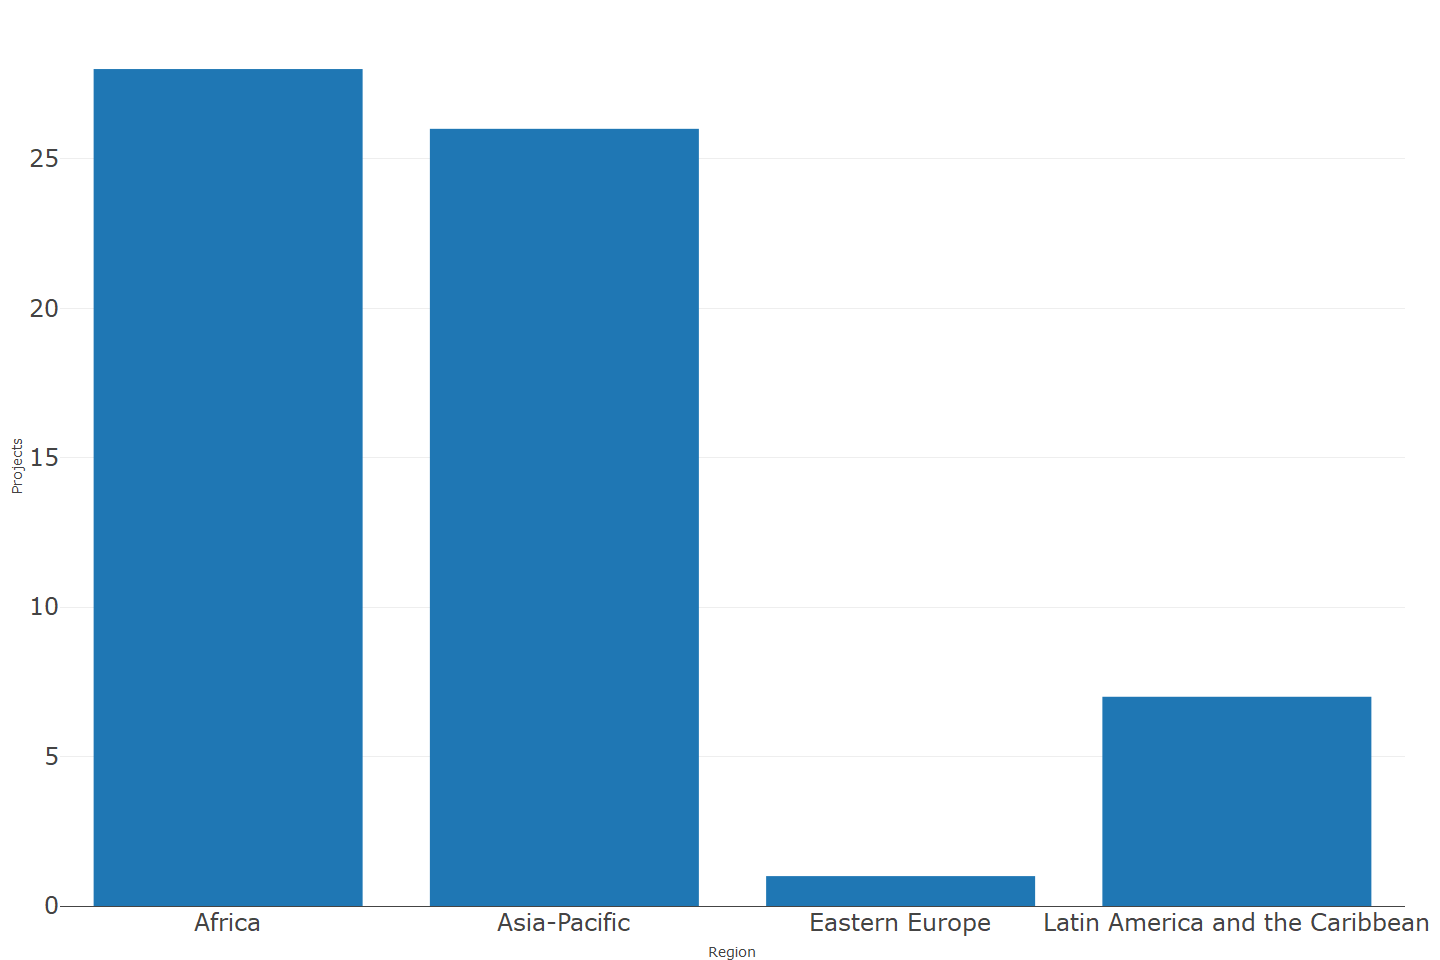 25
20
15
10
5
0
Projects
Africa
Asia-Pacific
Eastern Europe
Latin America and the Caribbean
Region